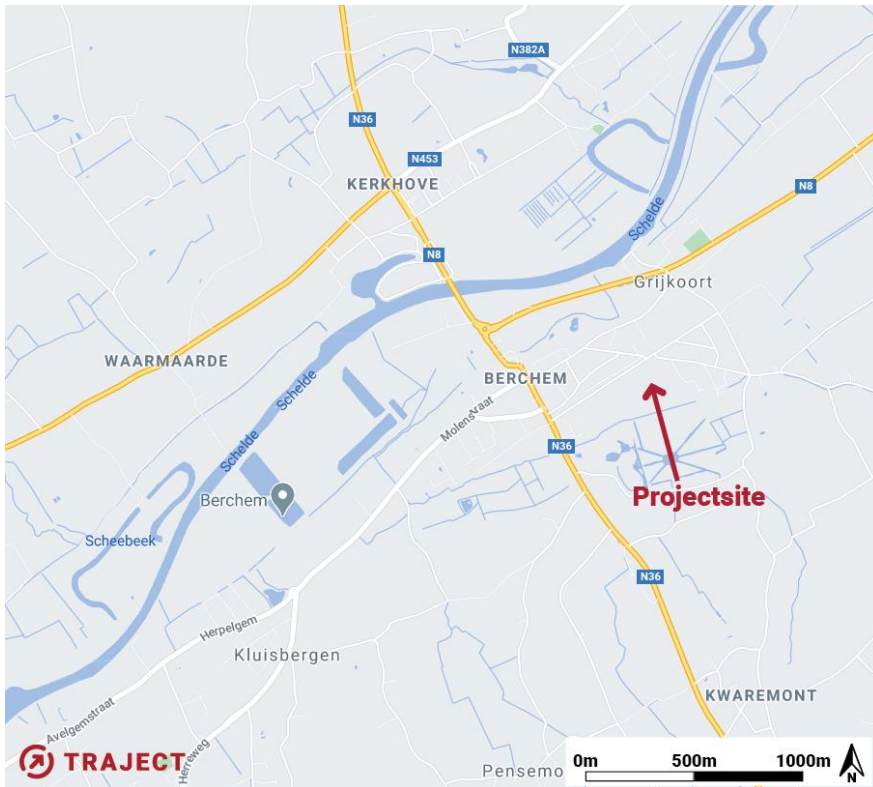 N382A
N36
N453
KERKHOVE
N8
Schelde
N8
Grijkoort
WAARMAARDE
BERCHEM
Schelde
Molenstraat
Schelde
N36
Projectsite
Berchem
Scheebeek
N36
Herpelgem
Kluisbergen
KWAREMONT
Avelgemstraat
Herreweg
TRAJECT
Pensemo
0m 500m 1000m
N